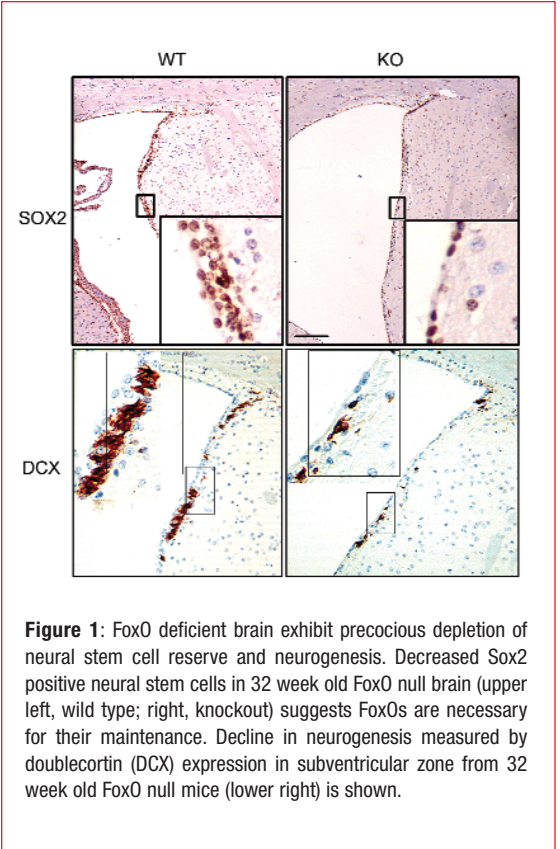 WT KO
SOX2
DCX
Figure 1: FoxO deficient brain exhibit precocious depletion of
neural stem cell reserve and neurogenesis. Decreased Sox2
positive neural stem cells in 32 week old FoxO null brain (upper
left, wild type; right, knockout) suggests FoxOs are necessary
for their maintenance. Decline in neurogenesis measured by
doublecortin (DCX) expression in subventricular zone from 32
week old FoxO null mice (lower right) is shown.